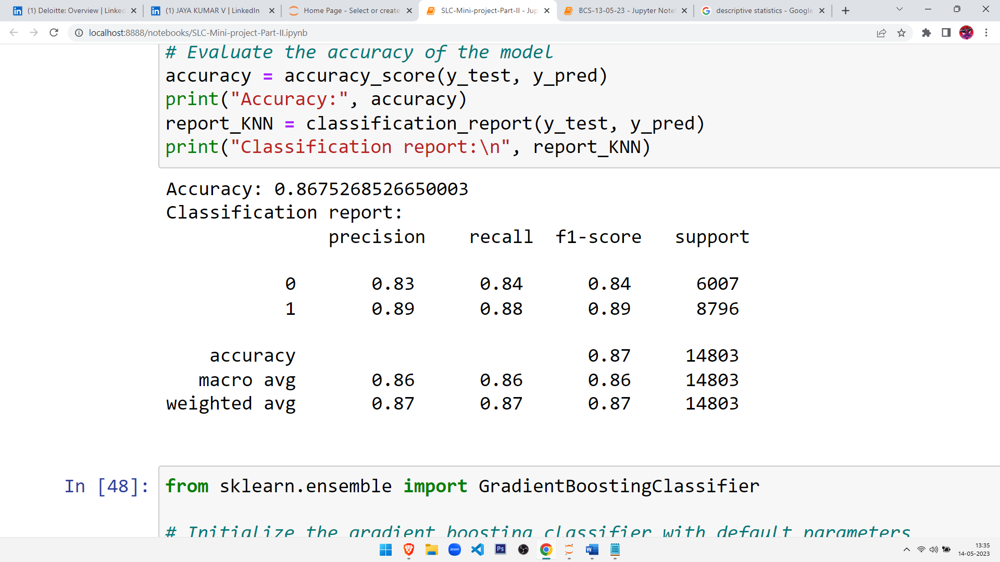 (1) Deloitte: Overview | Linked
(1) JAYA KUMAR V | LinkedIn
Home Page - Select or create
SLC-Mini-project-Part-II - Jup
BCS-13-05-23 - Jupyter Note
descriptive statistics - Google
localhost:8888/notebooks/SLC-Mini-project-Part-II.ipynb
# Evaluate the accuracy of the model
accuracy = accuracy_score(y_test, y_pred)
print("Accuracy:", accuracy)
report_KNN = classification_report(y_test, y_pred)
print("Classification report:\n", report_KNN)
Accuracy: 0.8675268526650003
Classification report:
precision recall f1-score support
0 0.83 0.84 0.84 6007
1 0.89 0.88 0.89 8796
accuracy 0.87 14803
macro avg 0.86 0.86 0.86 14803
weighted avg 0.87 0.87 0.87 14803
In [48]: from sklearn.ensemble import GradientBoostingClassifier
# Initialize the gradient boosting classifier with default parameters
zoom
Ps
W
13:35
14-05-2023